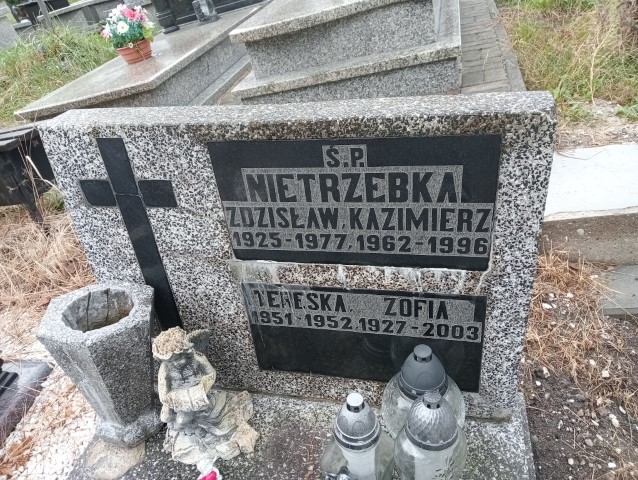 Ś.P.
NIETRZEBKA
ZDZISŁAW, KAZIMIERZ
1925-1977, 1962-1996
TERESKA, ZOFIA
1951-1952, 1927-2003